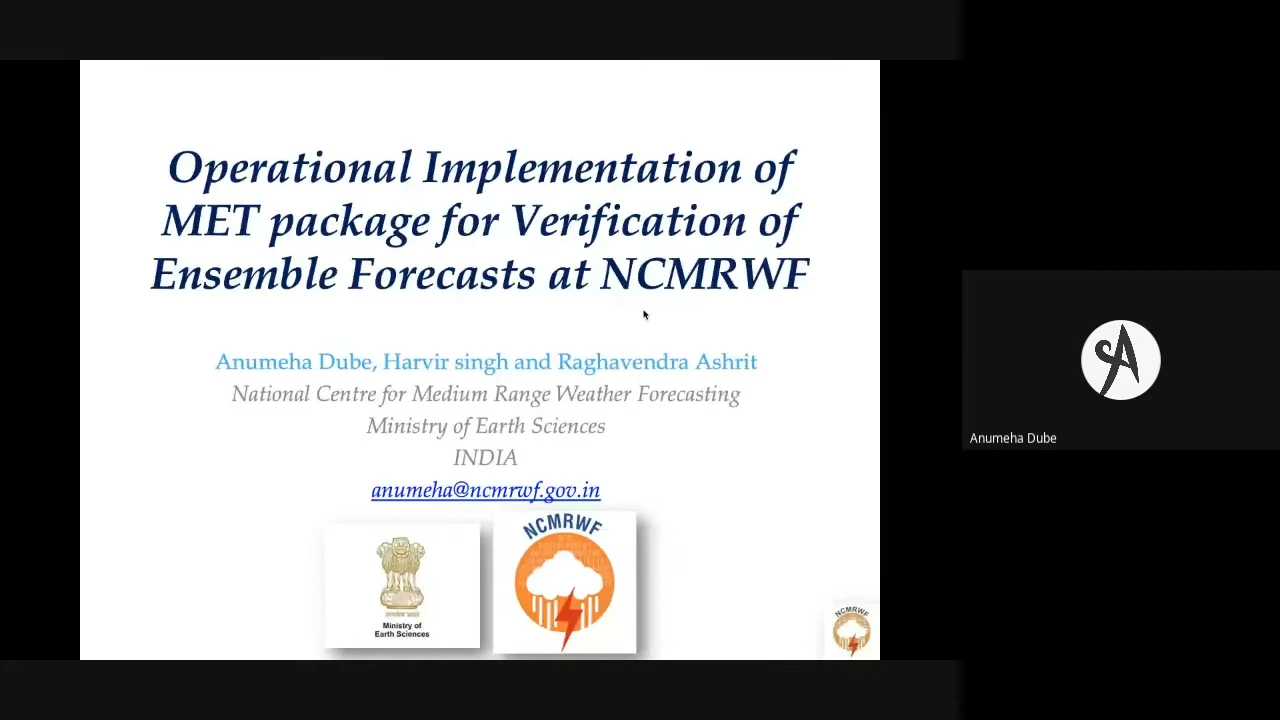 Operational Implementation of
MET package for Verification of
Ensemble Forecasts at NCMRWF
Anumeha Dube, Harvir singh and Raghavendra Ashrit
National Centre for Medium Range Weather Forecasting
Ministry of Earth Sciences
INDIA
anumeha@ncmrwf.gov.in
NCMRWF
Ministry of
Earth Sciences
NCMRWF
Anumeha Dube